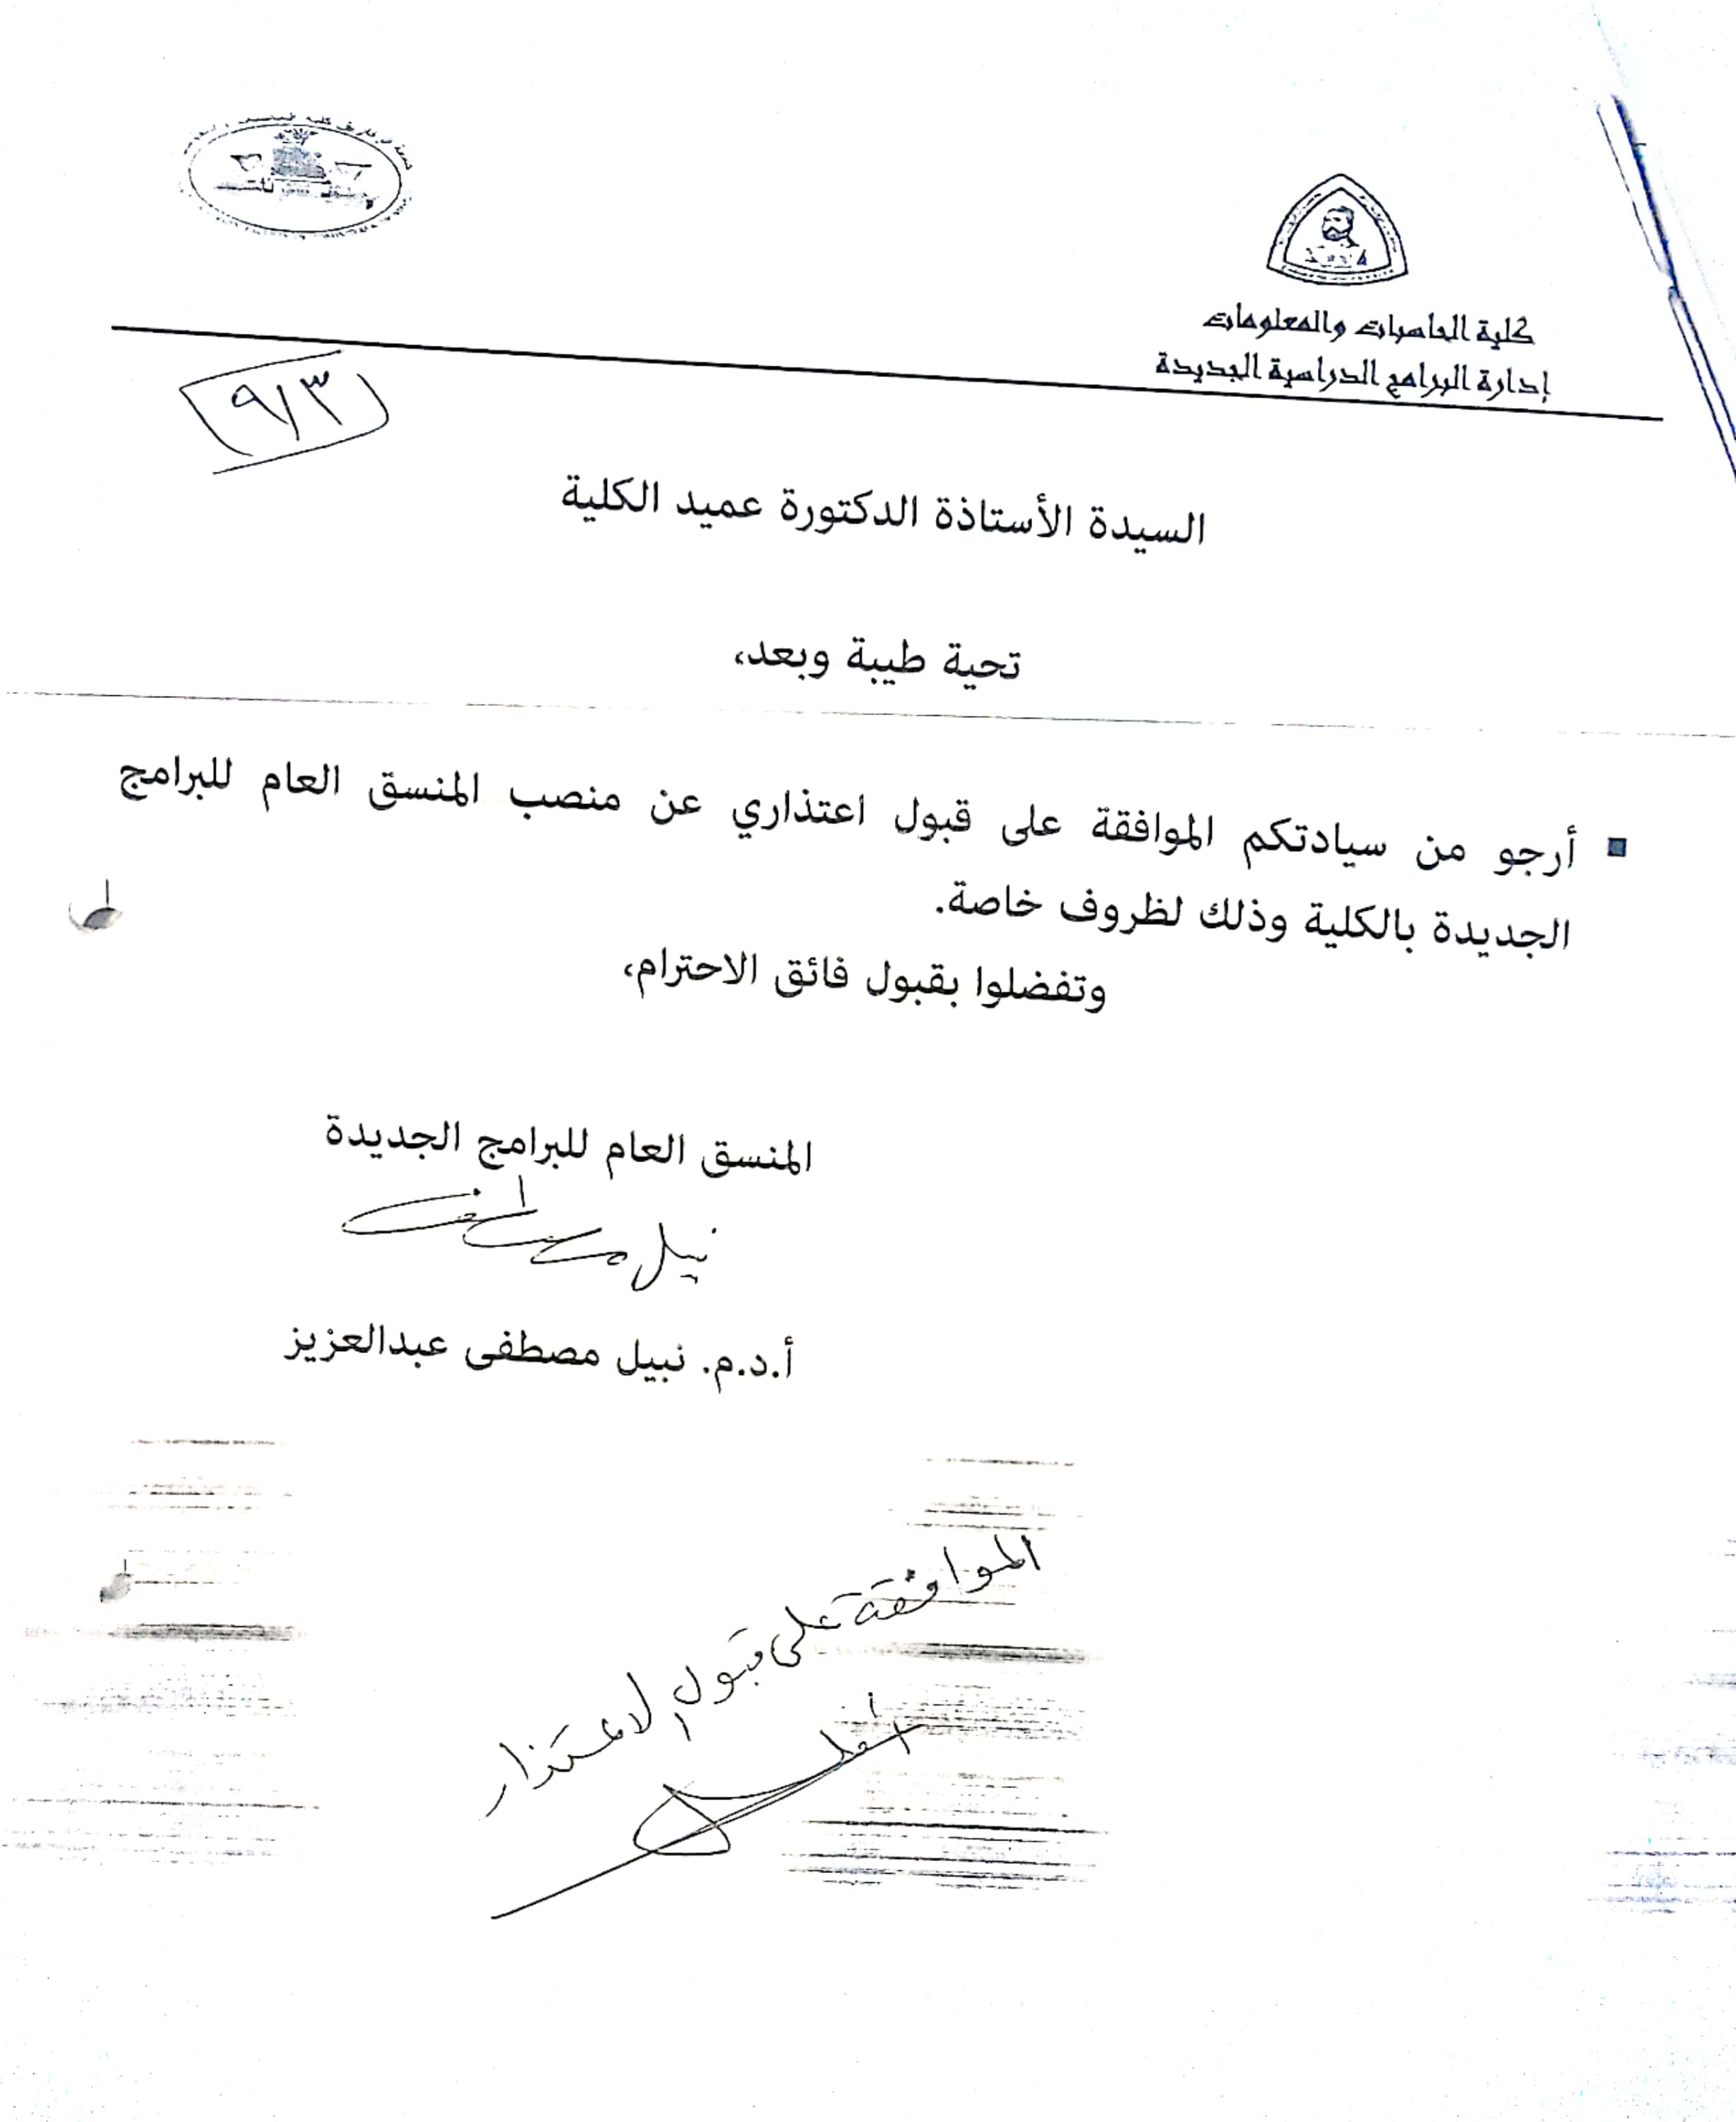 كلية الحاسبات والمعلومات
إدارة البرامج الدراسية الجديدة
٩/٣
السيدة الأستاذة الدكتورة عميد الكلية
تحية طيبة وبعد،
▪ أرجو من سيادتكم الموافقة على قبول اعتذاري عن منصب المنسق العام للبرامج
الجديدة بالكلية وذلك لظروف خاصة.
وتفضلوا بقبول فائق الاحترام،
المنسق العام للبرامج الجديدة
نبيل مصطفى
أ.د.م. نبيل مصطفى عبدالعزيز
الموافقة على قبول الاعتذار